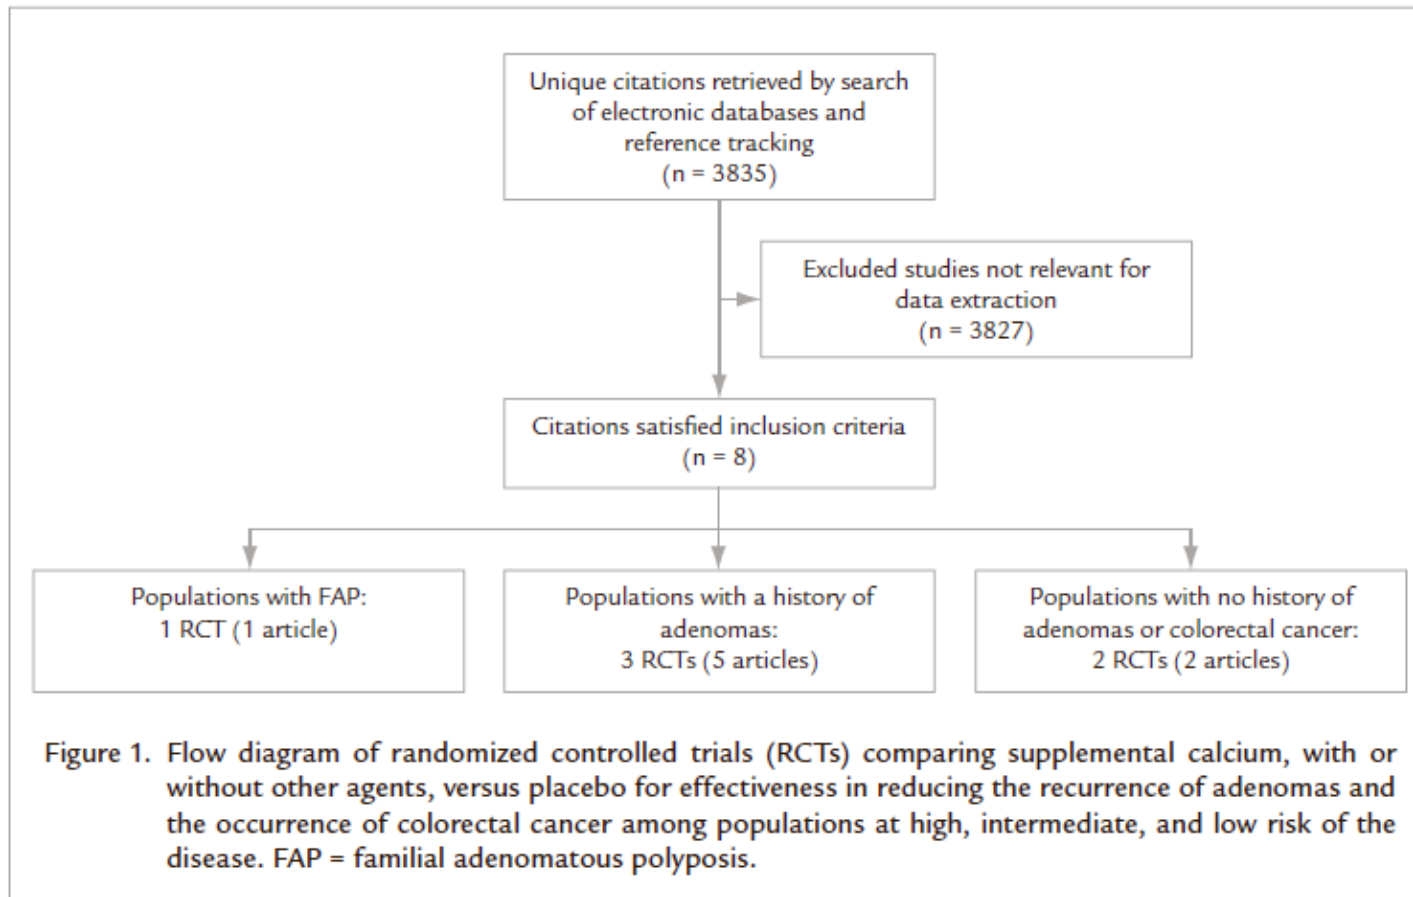 Unique citations retrieved by search
of electronic databases and
reference tracking
(n = 3835)
Excluded studies not relevant for
data extraction
(n = 3827)
Citations satisfied inclusion criteria
(n = 8)
Populations with FAP:
1 RCT (1 article)
Populations with a history of
adenomas:
3 RCTs (5 articles)
Populations with no history of
adenomas or colorectal cancer:
2 RCTs (2 articles)
Figure 1. Flow diagram of randomized controlled trials (RCTs) comparing supplemental calcium, with or
without other agents, versus placebo for effectiveness in reducing the recurrence of adenomas and
the occurrence of colorectal cancer among populations at high, intermediate, and low risk of the
disease. FAP = familial adenomatous polyposis.